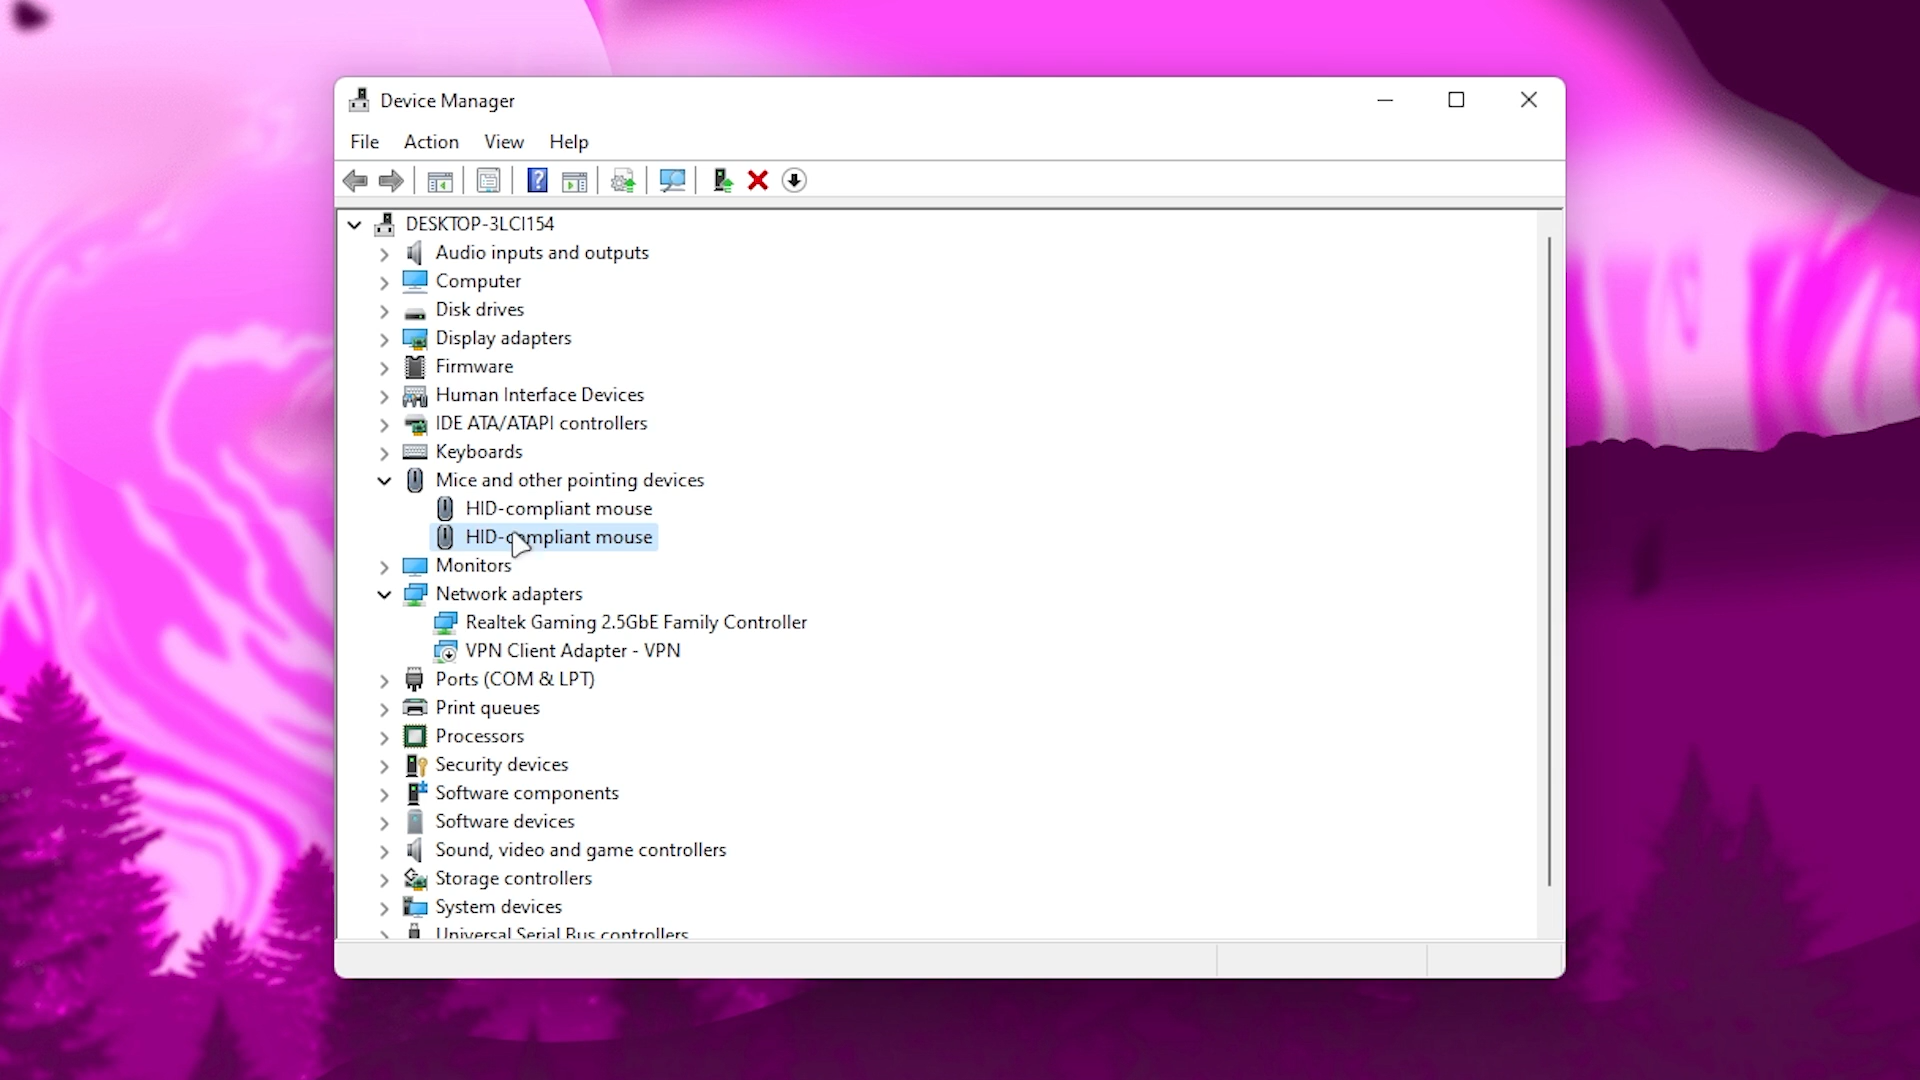 Device Manager
File Action View Help
DESKTOP-3LCI154
Audio inputs and outputs
Computer
Disk drives
Display adapters
Firmware
Human Interface Devices
IDE ATA/ATAPI controllers
Keyboards
Mice and other pointing devices
HID-compliant mouse
HID-compliant mouse
Monitors
Network adapters
Realtek Gaming 2.5GbE Family Controller
VPN Client Adapter - VPN
Ports (COM & LPT)
Print queues
Processors
Security devices
Software components
Software devices
Sound, video and game controllers
Storage controllers
System devices
Universal Serial Bus controllers